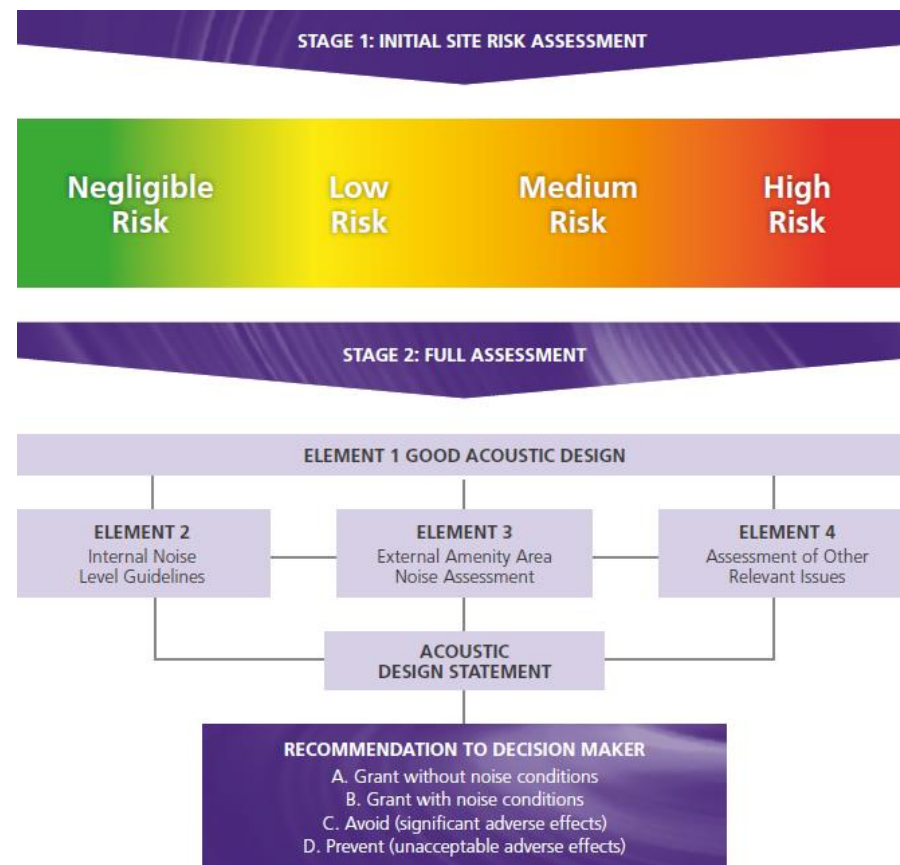 STAGE 1: INITIAL SITE RISK ASSESSMENT
Negligible
Risk
Low
Risk
Medium
Risk
High
Risk
STAGE 2: FULL ASSESSMENT
ELEMENT 1 GOOD ACOUSTIC DESIGN
ELEMENT 2
Internal Noise
Level Guidelines
ELEMENT 3
External Amenity Area
Noise Assessment
ELEMENT 4
Assessment of Other
Relevant Issues
ACOUSTIC
DESIGN STATEMENT
RECOMMENDATION TO DECISION MAKER
A. Grant without noise conditions
B. Grant with noise conditions
C. Avoid (significant adverse effects)
D. Prevent (unacceptable adverse effects)